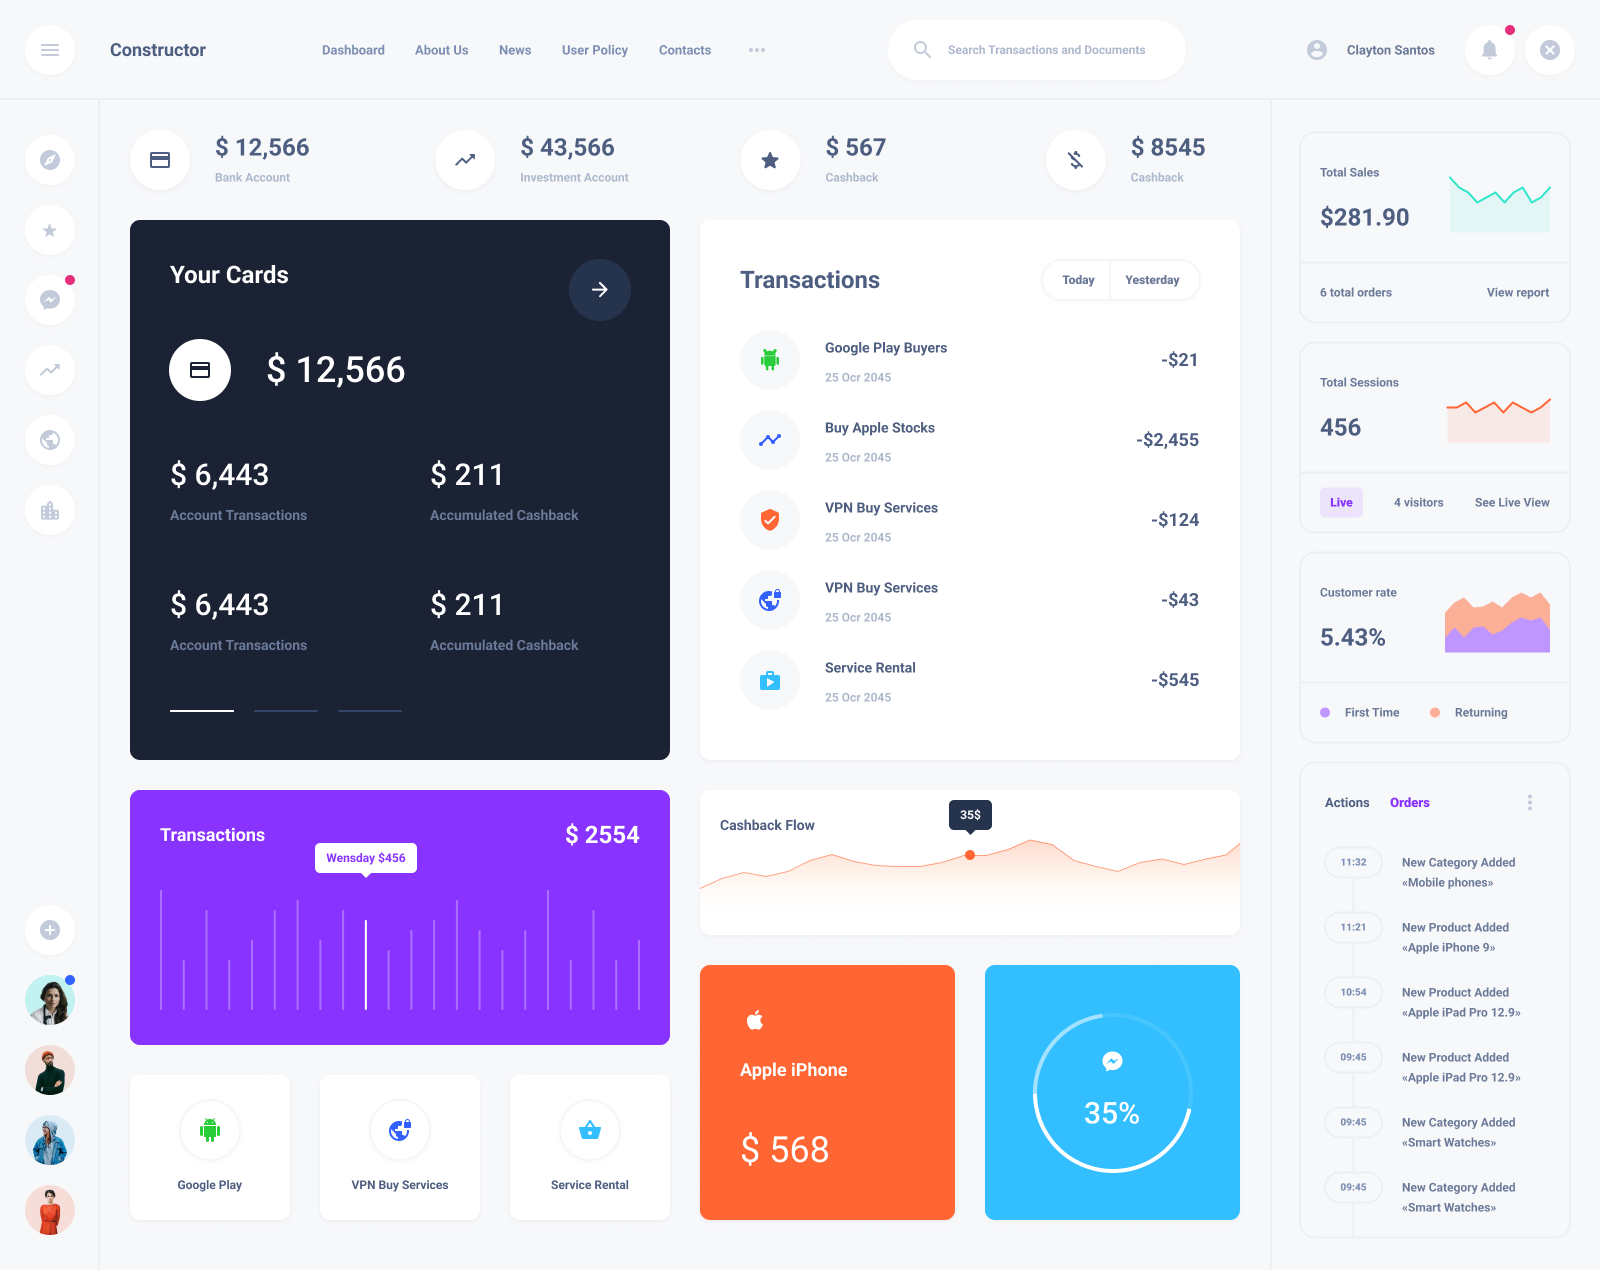 Constructor
Dashboard
About Us
News
User Policy
Contacts
Search Transactions and Documents
Clayton Santos
$ 12,566
Bank Account
$ 43,566
Investment Account
$ 567
Cashback
$ 8545
Cashback
Your Cards
$ 12,566
$ 6,443
Account Transactions
$ 211
Accumulated Cashback
$ 6,443
Account Transactions
$ 211
Accumulated Cashback
Transactions
Today
Yesterday
Google Play Buyers
25 Ocr 2045
-$21
Buy Apple Stocks
25 Ocr 2045
-$2,455
VPN Buy Services
25 Ocr 2045
-$124
VPN Buy Services
25 Ocr 2045
-$43
Service Rental
25 Ocr 2045
-$545
Transactions
$ 2554
Wensday $456
Google Play
VPN Buy Services
Service Rental
Cashback Flow
35$
Apple iPhone
$ 568
35%
Total Sales
$281.90
6 total orders
View report
Total Sessions
456
Live
4 visitors
See Live View
Customer rate
5.43%
First Time
Returning
Actions
Orders
11:32
New Category Added
«Mobile phones»
11:21
New Product Added
«Apple iPhone 9»
10:54
New Product Added
«Apple iPad Pro 12.9»
09:45
New Product Added
«Apple iPad Pro 12.9»
09:45
New Category Added
«Smart Watches»
09:45
New Category Added
«Smart Watches»